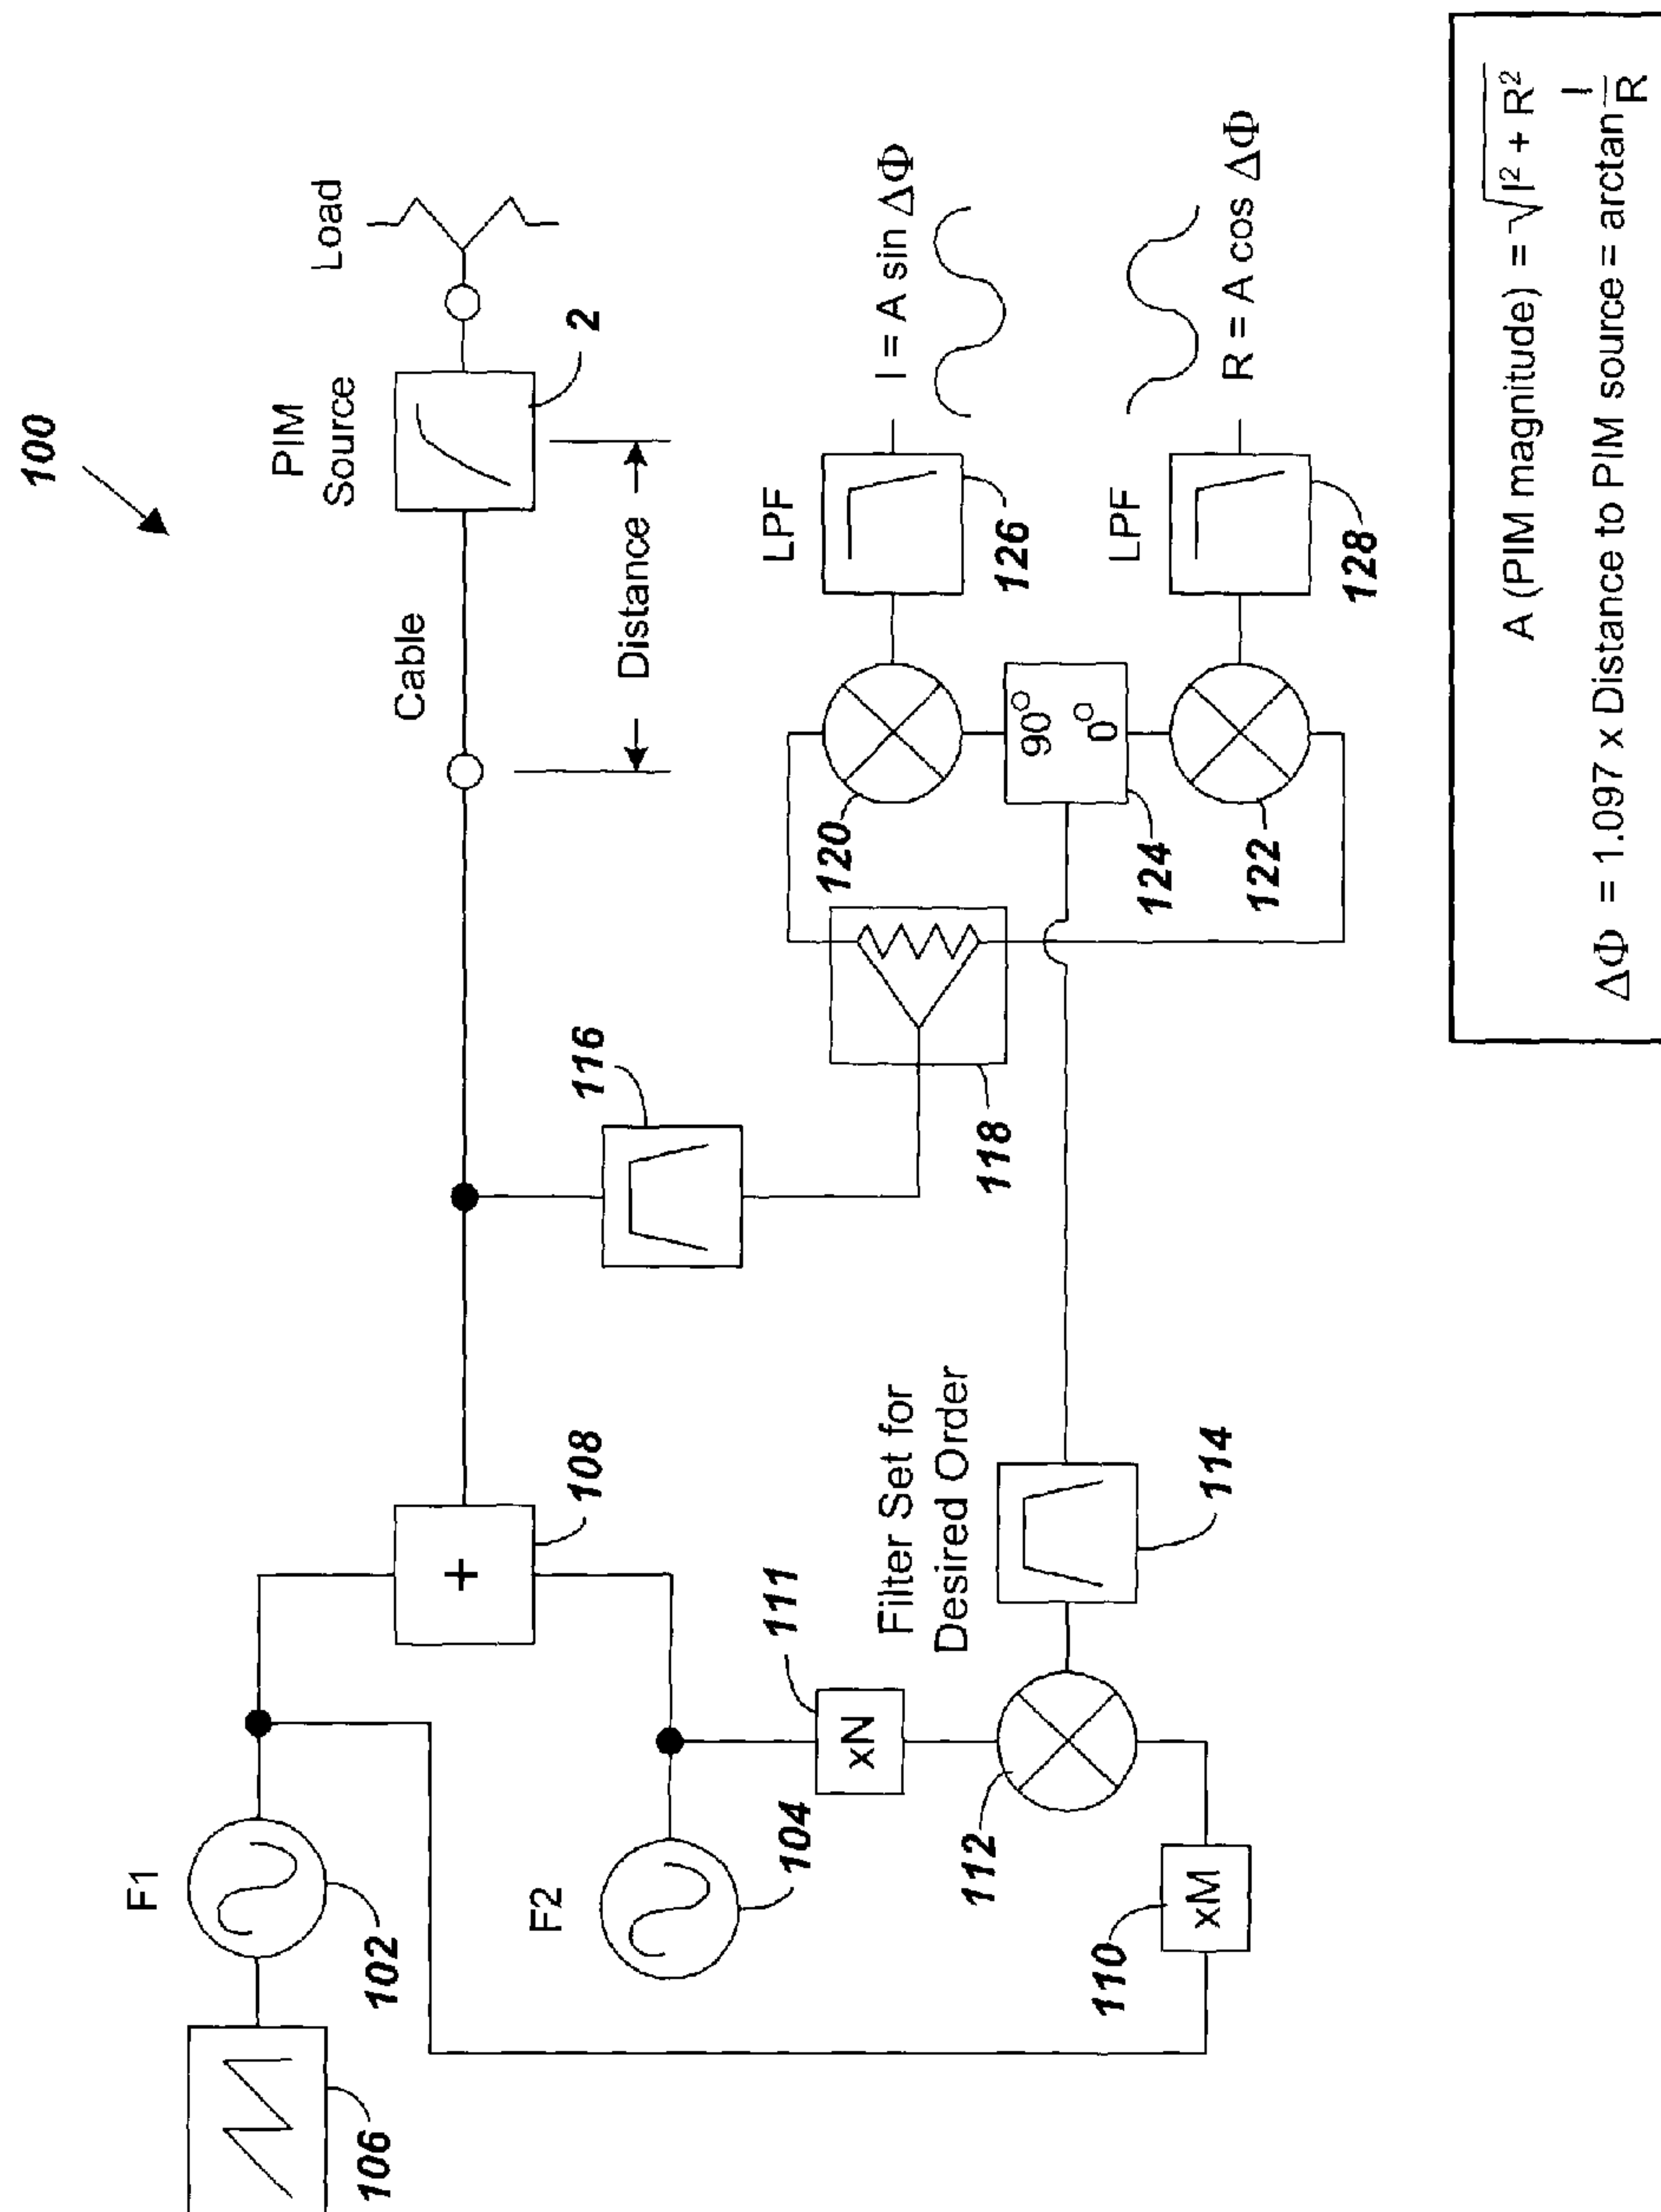 100
F1
102
106
F2
104
108
111
xN
112
110
xM
Filter Set for
Desired Order
114
116
118
Cable
Distance
PIM
Source
2
Load
120
90°
0°
124
122
LPF
126
LPF
128
I = A sin ΔΦ
R = A cos ΔΦ
A (PIM magnitude) = √I² + R²
ΔΦ = 1.097 x Distance to PIM source = arctan I/R
+